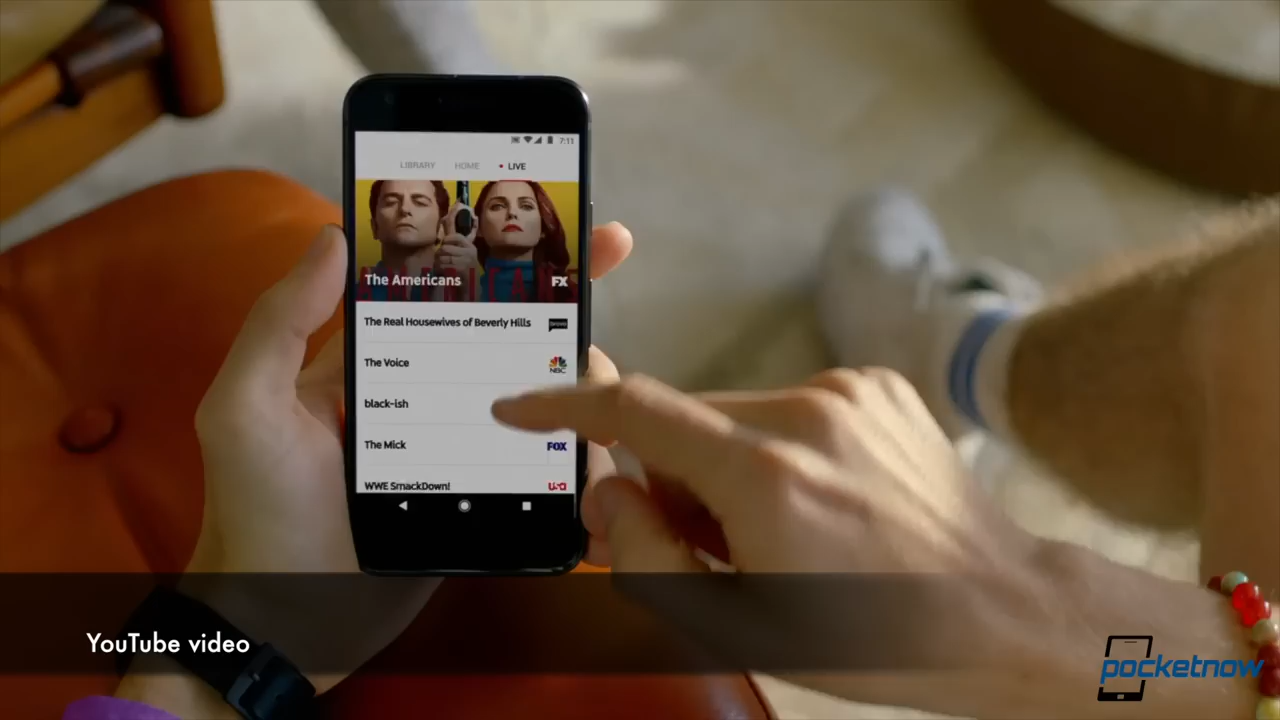 7:11
LIBRARY HOME LIVE
The Americans FX
The Real Housewives of Beverly Hills bravo
The Voice NBC
black-ish
The Mick FOX
WWE SmackDown! usa
YouTube video
pocketnow